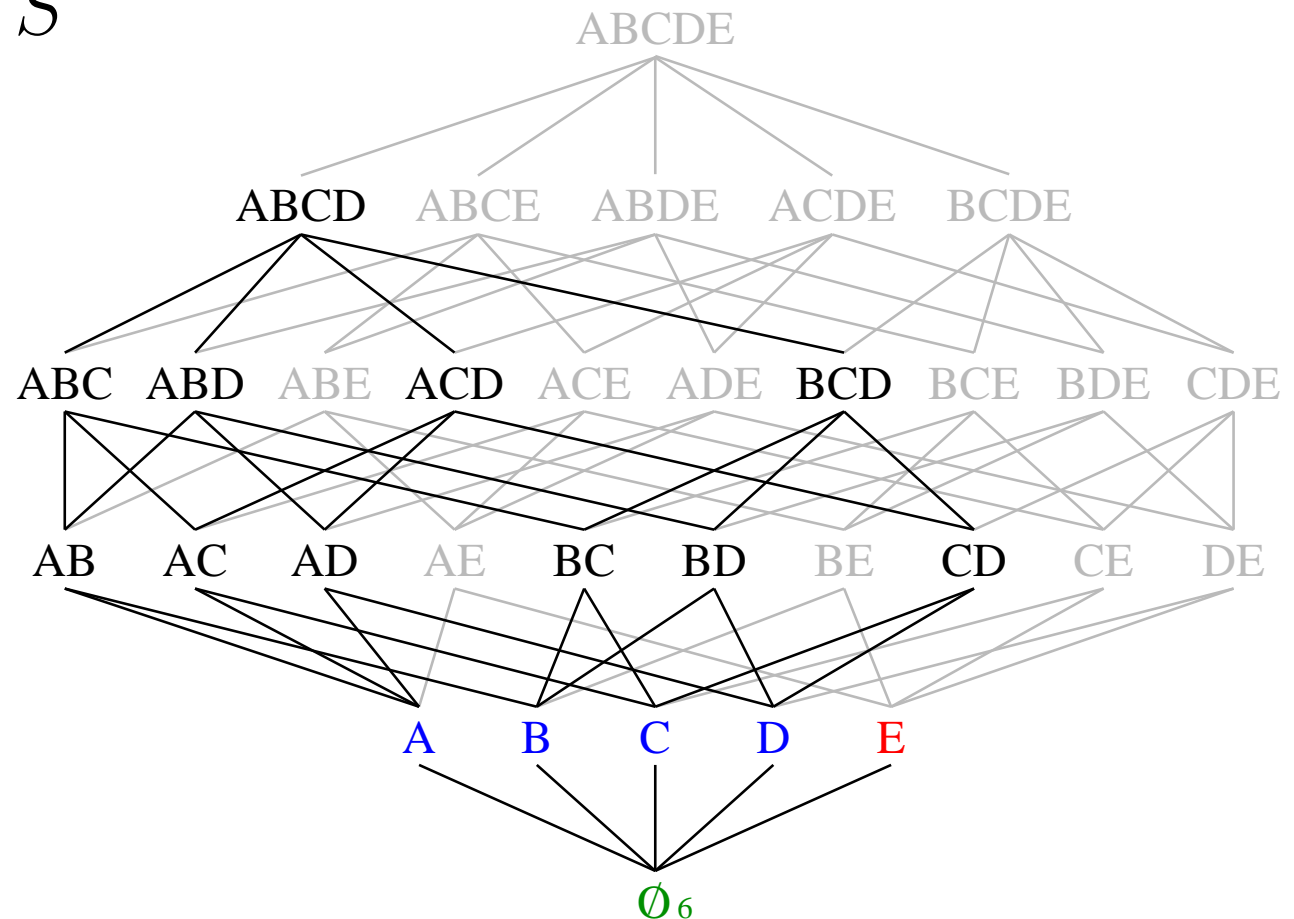 S
ABCDE
ABCD ABCE ABDE ACDE BCDE
ABC ABD ABE ACD ACE ADE BCD BCE BDE CDE
AB AC AD AE BC BD BE CD CE DE
A B C D E
∅ 6